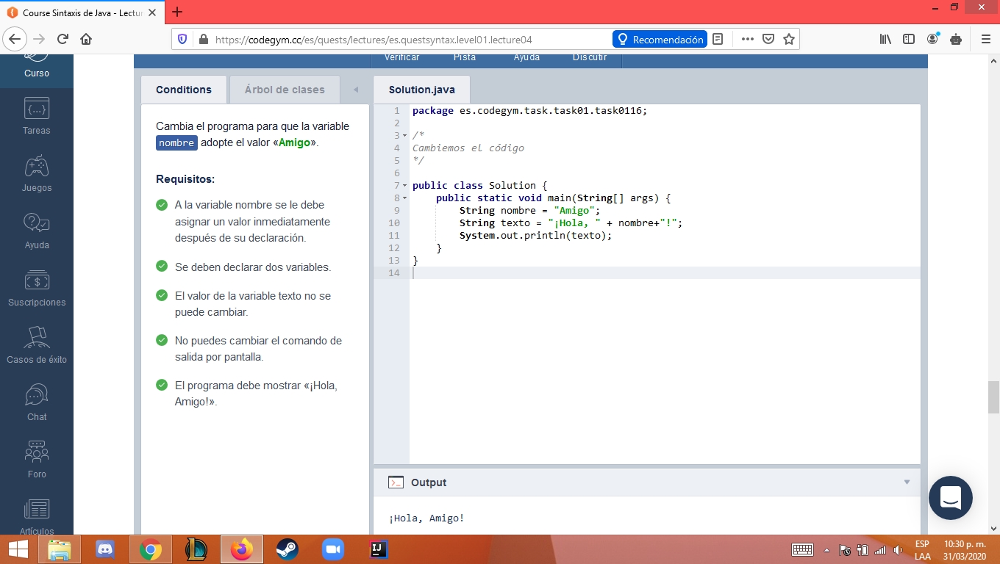 Course Sintaxis de Java - Lectur
https://codegym.cc/es/quests/lectures/es.questsyntax.level01.lecture04
Recomendación
Curso
Tareas
Juegos
Ayuda
Suscripciones
Casos de éxito
Chat
Foro
Artículos
Verificar Pista Ayuda Discutir
Conditions Árbol de clases
Cambia el programa para que la variable
nombre adopte el valor «Amigo».
Requisitos:
A la variable nombre se le debe
asignar un valor inmediatamente
después de su declaración.
Se deben declarar dos variables.
El valor de la variable texto no se
puede cambiar.
No puedes cambiar el comando de
salida por pantalla.
El programa debe mostrar «¡Hola,
Amigo!».
Solution.java
1 package es.codegym.task.task01.task0116;
2
3 /*
4 Cambiemos el código
5 */
6
7 public class Solution {
8 public static void main(String[] args) {
9 String nombre = "Amigo";
10 String texto = "¡Hola, " + nombre+"!";
11 System.out.println(texto);
12 }
13 }
14
Output
¡Hola, Amigo!
IJ
ESP
LAA
10:30 p. m.
31/03/2020